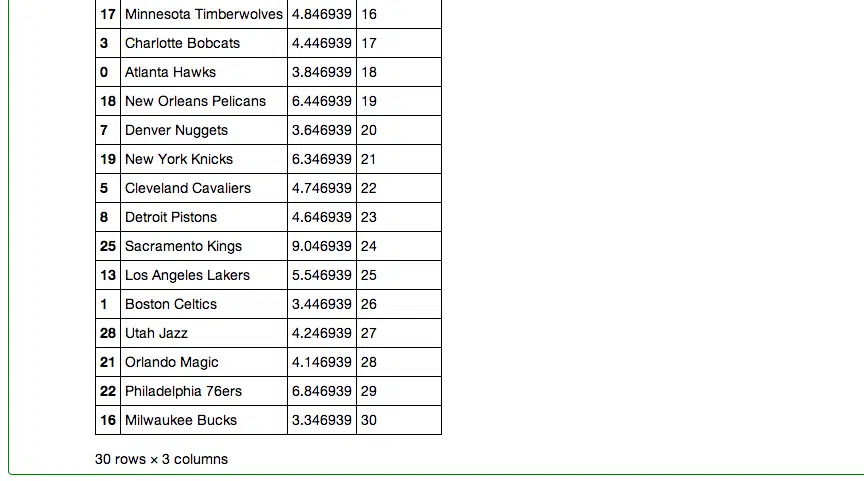 17 Minnesota Timberwolves 4.846939 16
3 Charlotte Bobcats 4.446939 17
0 Atlanta Hawks 3.846939 18
18 New Orleans Pelicans 6.446939 19
7 Denver Nuggets 3.646939 20
19 New York Knicks 6.346939 21
5 Cleveland Cavaliers 4.746939 22
8 Detroit Pistons 4.646939 23
25 Sacramento Kings 9.046939 24
13 Los Angeles Lakers 5.546939 25
1 Boston Celtics 3.446939 26
28 Utah Jazz 4.246939 27
21 Orlando Magic 4.146939 28
22 Philadelphia 76ers 6.846939 29
16 Milwaukee Bucks 3.346939 30
30 rows × 3 columns